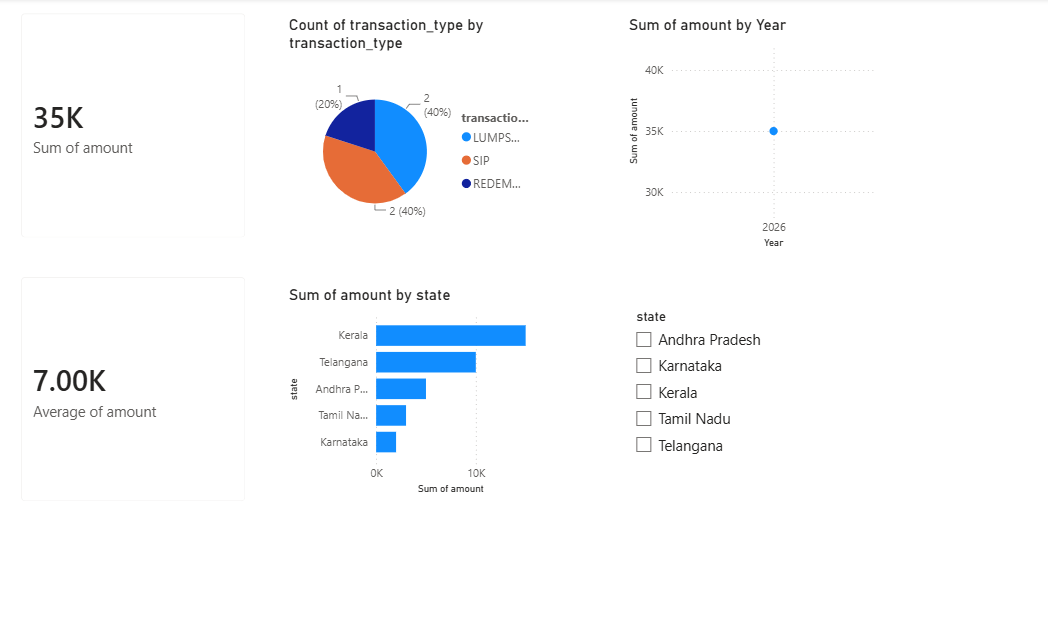 35K
Sum of amount
Count of transaction_type by
transaction_type
1
(20%)
2
(40%)
2 (40%)
transactio...
LUMPS...
SIP
REDEM...
Sum of amount by Year
Sum of amount
40K
35K
30K
2026
Year
7.00K
Average of amount
Sum of amount by state
state
Kerala
Telangana
Andhra P...
Tamil Na...
Karnataka
0K
10K
Sum of amount
state
Andhra Pradesh
Karnataka
Kerala
Tamil Nadu
Telangana